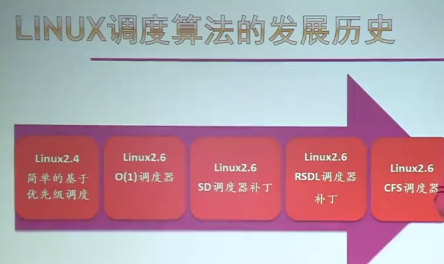 LINUX调度算法的发展历史
Linux2.4
简单的基于
优先级调度
Linux2.6
O(1)调度器
Linux2.6
SD调度器补丁
Linux2.6
RSDL调度器
补丁
Linux2.6
CFS调度器